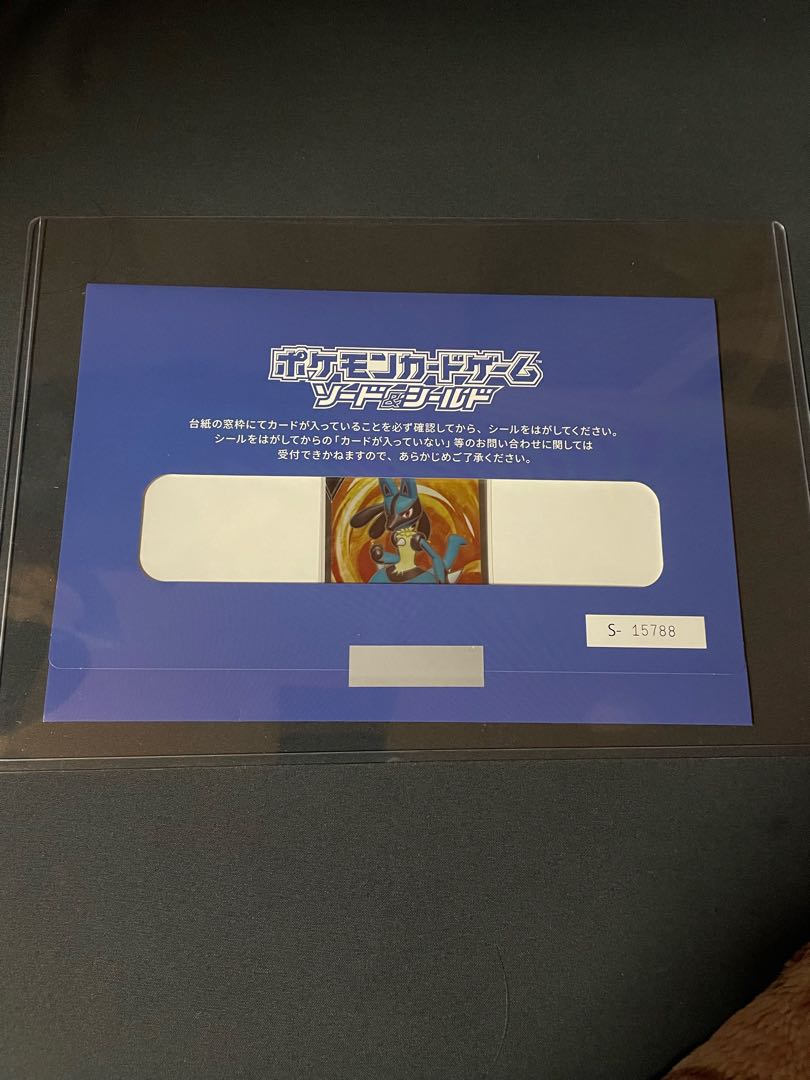 ポケモンカードゲーム™
ソード&シールド
台紙の窓枠にてカードが入っていることを必ず確認してから、シールをはがしてください。
シールをはがしてからの「カードが入っていない」等のお問い合わせに関しては
受付できかねますので、あらかじめご了承ください。
S- 15788